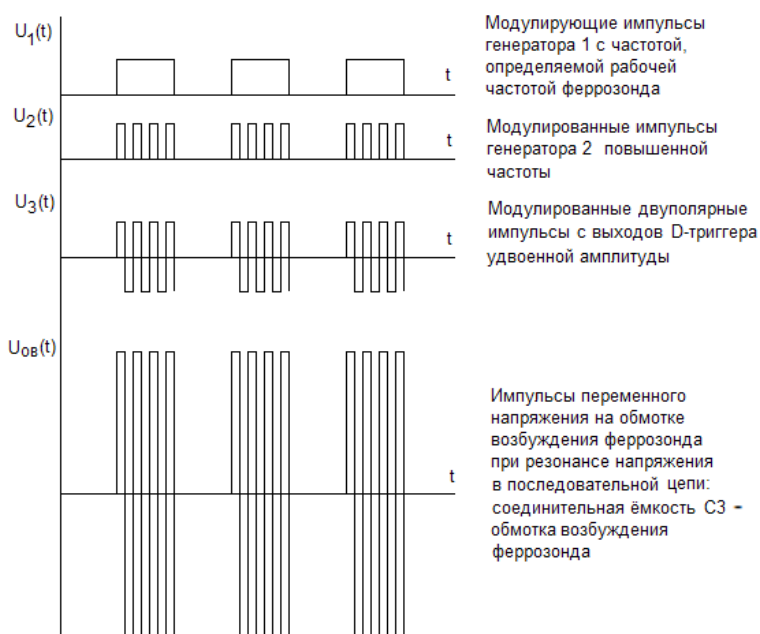 U1(t)
t
Модулирующие импульсы
генератора 1 с частотой,
определяемой рабочей
частотой феррозонда
U2(t)
t
Модулированные импульсы
генератора 2 повышенной
частоты
U3(t)
t
Модулированные двуполярные
импульсы с выходов D-триггера
удвоенной амплитуды
UОВ(t)
t
Импульсы переменного
напряжения на обмотке
возбуждения феррозонда
при резонансе напряжения
в последовательной цепи:
соединительная ёмкость С3 -
обмотка возбуждения
феррозонда